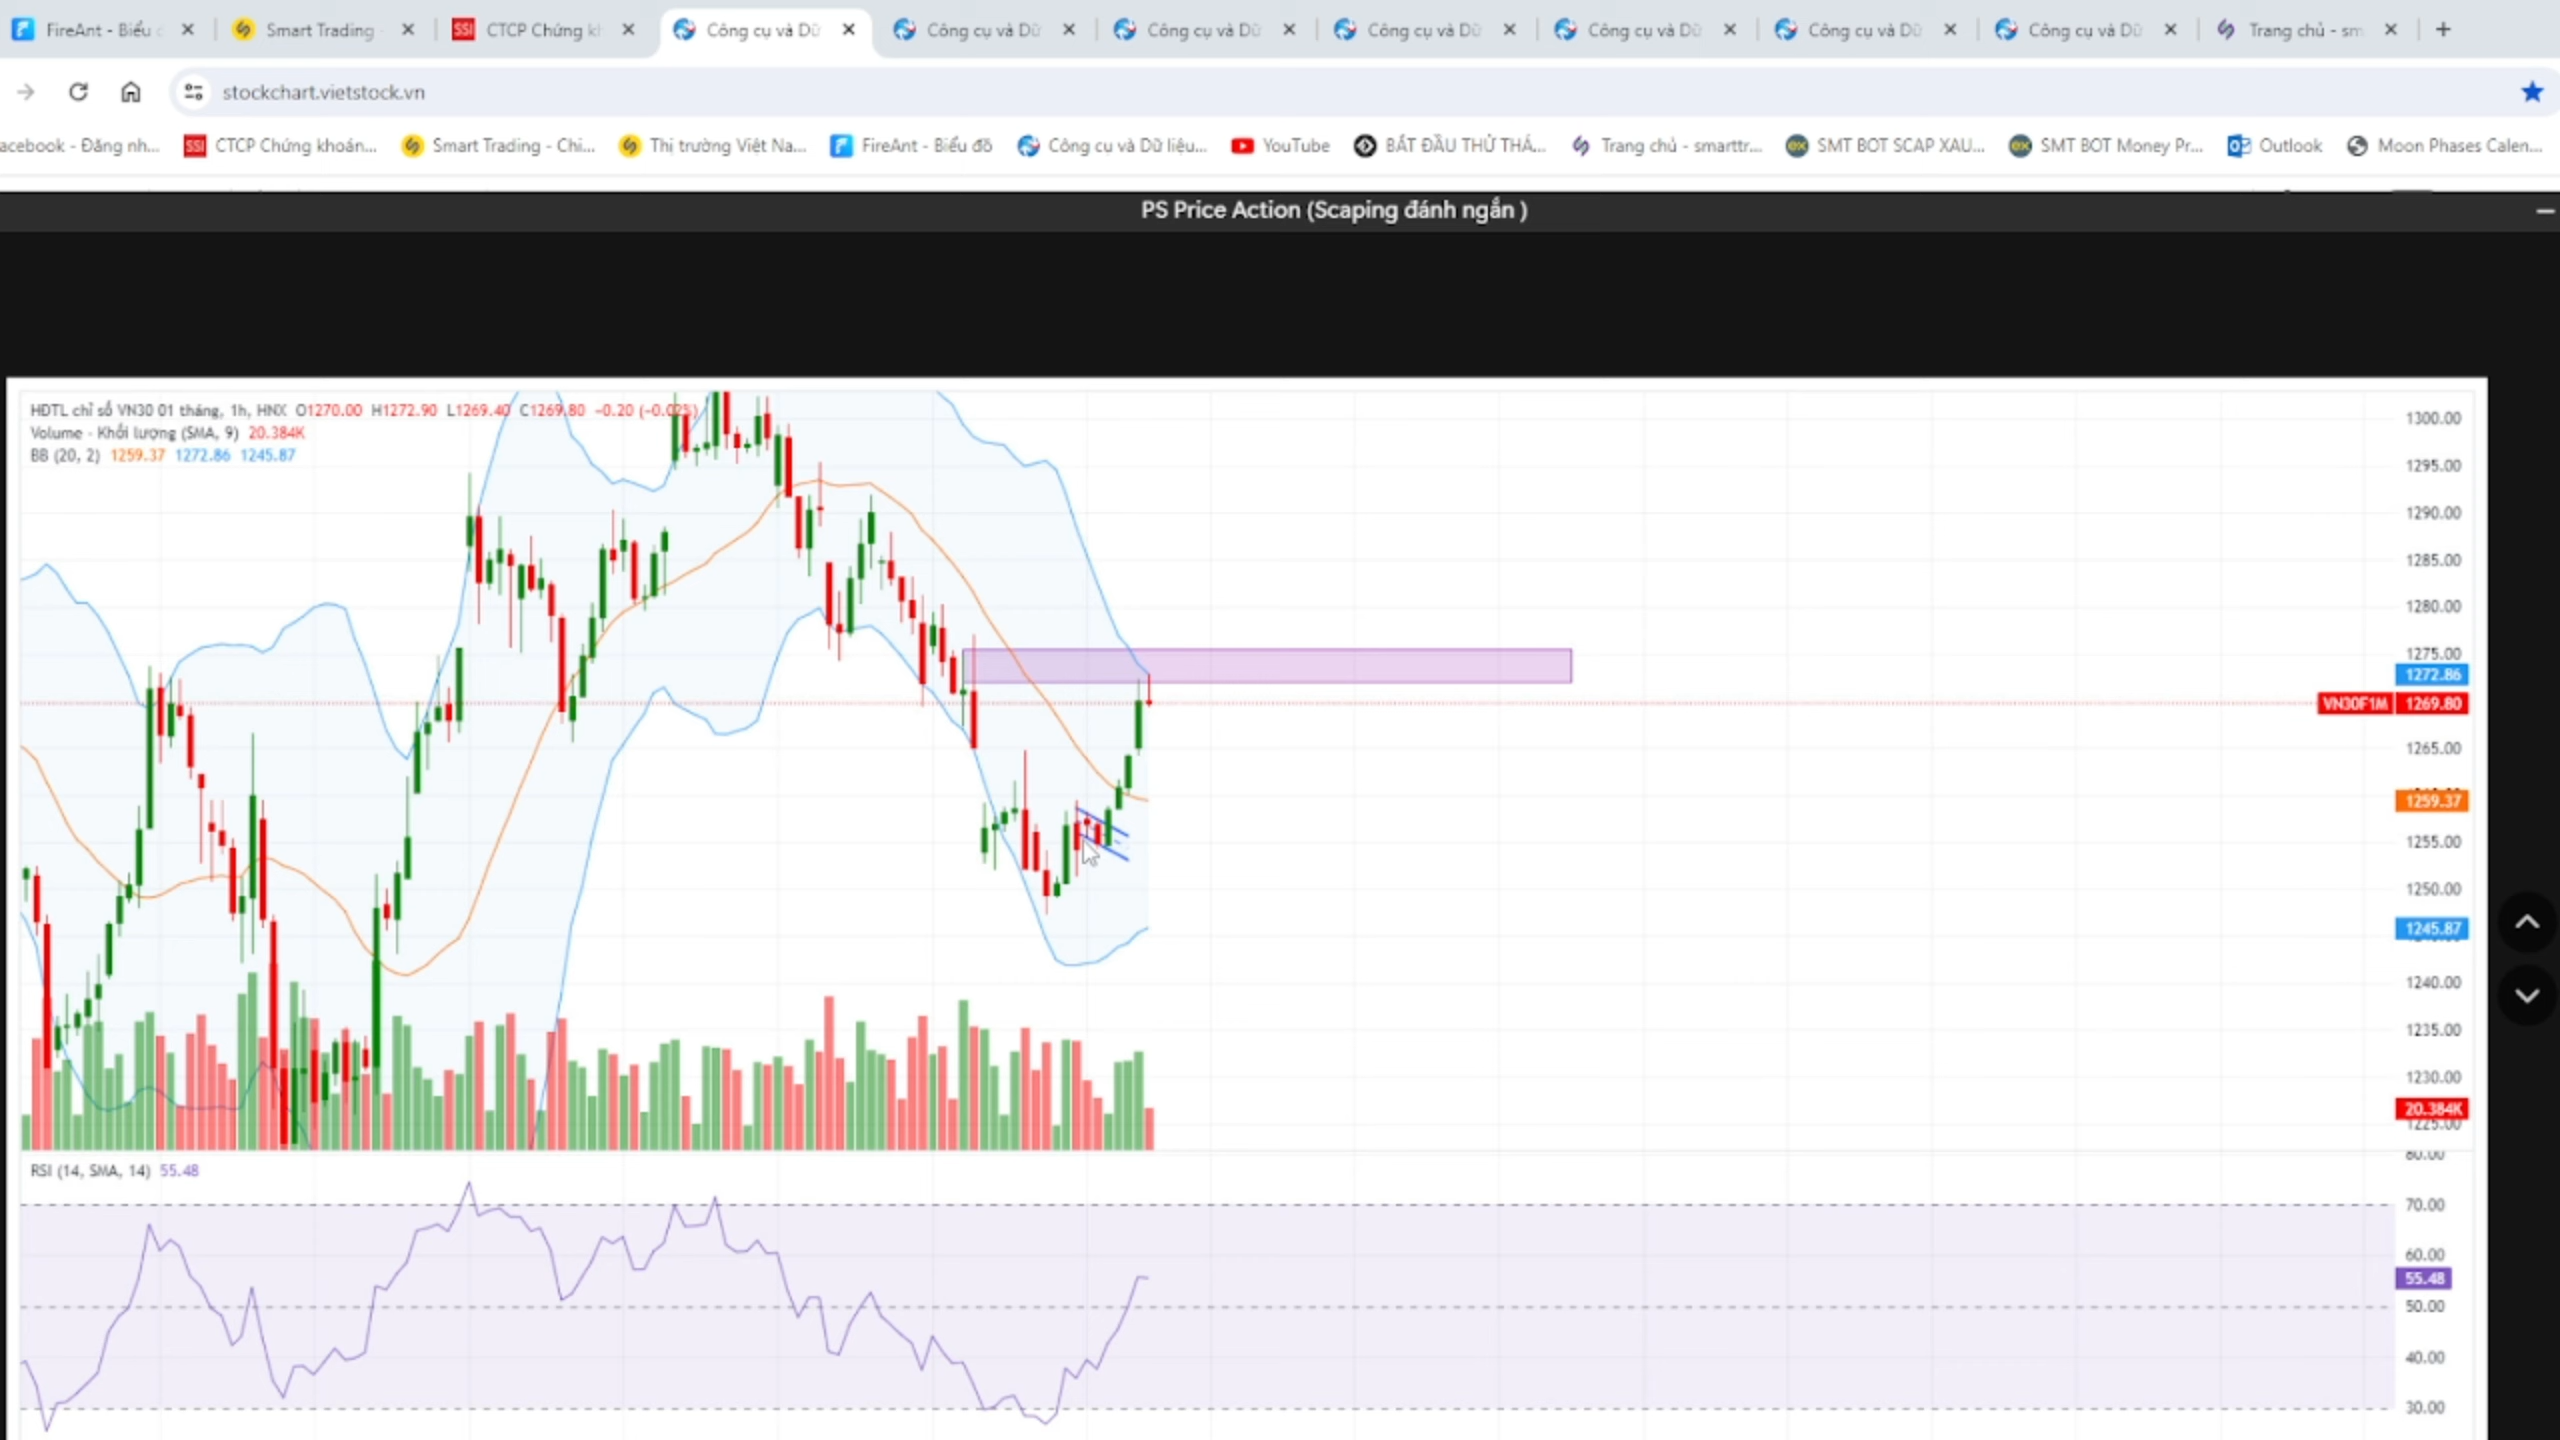 FireAnt - Biểu
Smart Trading
SSI CTCP Chứng kh
Công cụ và Dữ
Công cụ và Dữ
Công cụ và Dữ
Công cụ và Dữ
Công cụ và Dữ
Công cụ và Dữ
Công cụ và Dữ
Trang chủ - sm
stockchart.vietstock.vn
acebook - Đăng nh...
SSI CTCP Chứng khoán...
Smart Trading - Chi...
Thị trường Việt Na...
FireAnt - Biểu đồ
Công cụ và Dữ liệu...
YouTube
BẮT ĐẦU THỬ THÁ...
Trang chủ - smarttr...
SMT BOT SCAP XAU...
SMT BOT Money Pr...
Outlook
Moon Phases Calen...
PS Price Action (Scaping đánh ngắn )
HĐTL chỉ số VN30 01 tháng, 1h, HNX O1270.00 H1272.90 L1269.40 C1269.80 −0.20 (−0.02%)
Volume - Khối lượng (SMA, 9) 20.384K
BB (20, 2) 1259.37 1272.86 1245.87
1300.00
1295.00
1290.00
1285.00
1280.00
1275.00
1272.86
VN30F1M 1269.80
1265.00
1259.37
1255.00
1250.00
1245.87
1240.00
1235.00
1230.00
20.384K
1225.00
RSI (14, SMA, 14) 55.48
80.00
70.00
60.00
55.48
50.00
40.00
30.00